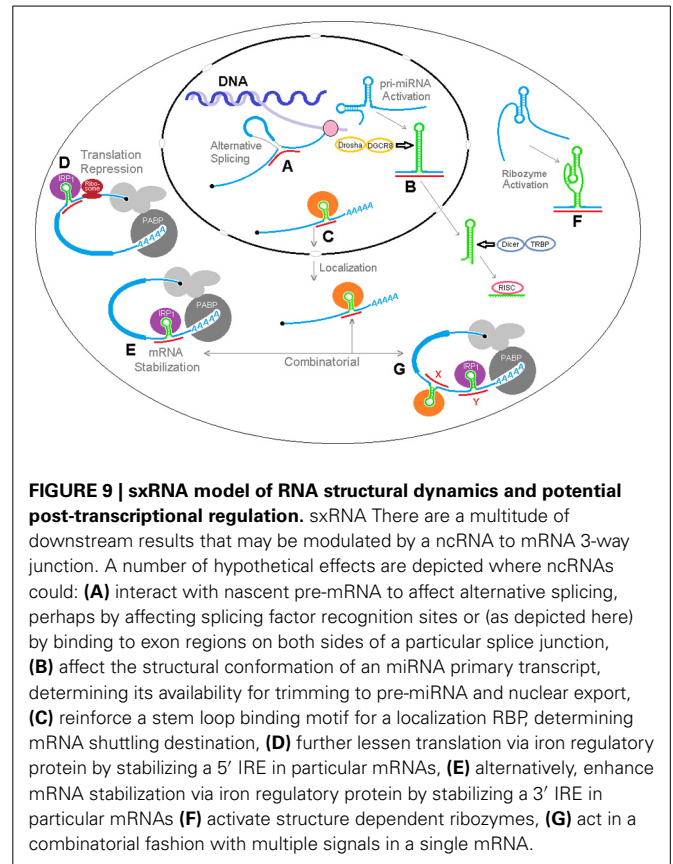 DNA
pri-miRNA
Activation
Alternative
Splicing
A
Drosha
DGCR8
B
Ribozyme
Activation
F
D
Translation
Repression
IRP1
Ribo-
some
PABP
AAAAA
AAAAA
C
Localization
Dicer
TRBP
RISC
AAAAA
E
mRNA
Stabilization
IRP1
PABP
AAAAA
Combinatorial
G
X
IRP1
Y
PABP
AAAAA
FIGURE 9 | sxRNA model of RNA structural dynamics and potential
post-transcriptional regulation. sxRNA There are a multitude of
downstream results that may be modulated by a ncRNA to mRNA 3-way
junction. A number of hypothetical effects are depicted where ncRNAs
could: (A) interact with nascent pre-mRNA to affect alternative splicing,
perhaps by affecting splicing factor recognition sites or (as depicted here)
by binding to exon regions on both sides of a particular splice junction,
(B) affect the structural conformation of an miRNA primary transcript,
determining its availability for trimming to pre-miRNA and nuclear export,
(C) reinforce a stem loop binding motif for a localization RBP, determining
mRNA shuttling destination, (D) further lessen translation via iron regulatory
protein by stabilizing a 5′ IRE in particular mRNAs, (E) alternatively, enhance
mRNA stabilization via iron regulatory protein by stabilizing a 3′ IRE in
particular mRNAs (F) activate structure dependent ribozymes, (G) act in a
combinatorial fashion with multiple signals in a single mRNA.